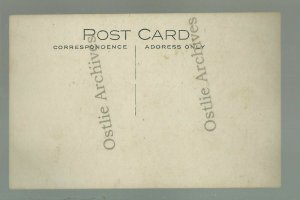 POST CARD
CORRESPONDENCE ADDRESS ONLY
Ostlie Archives
Ostlie Archives